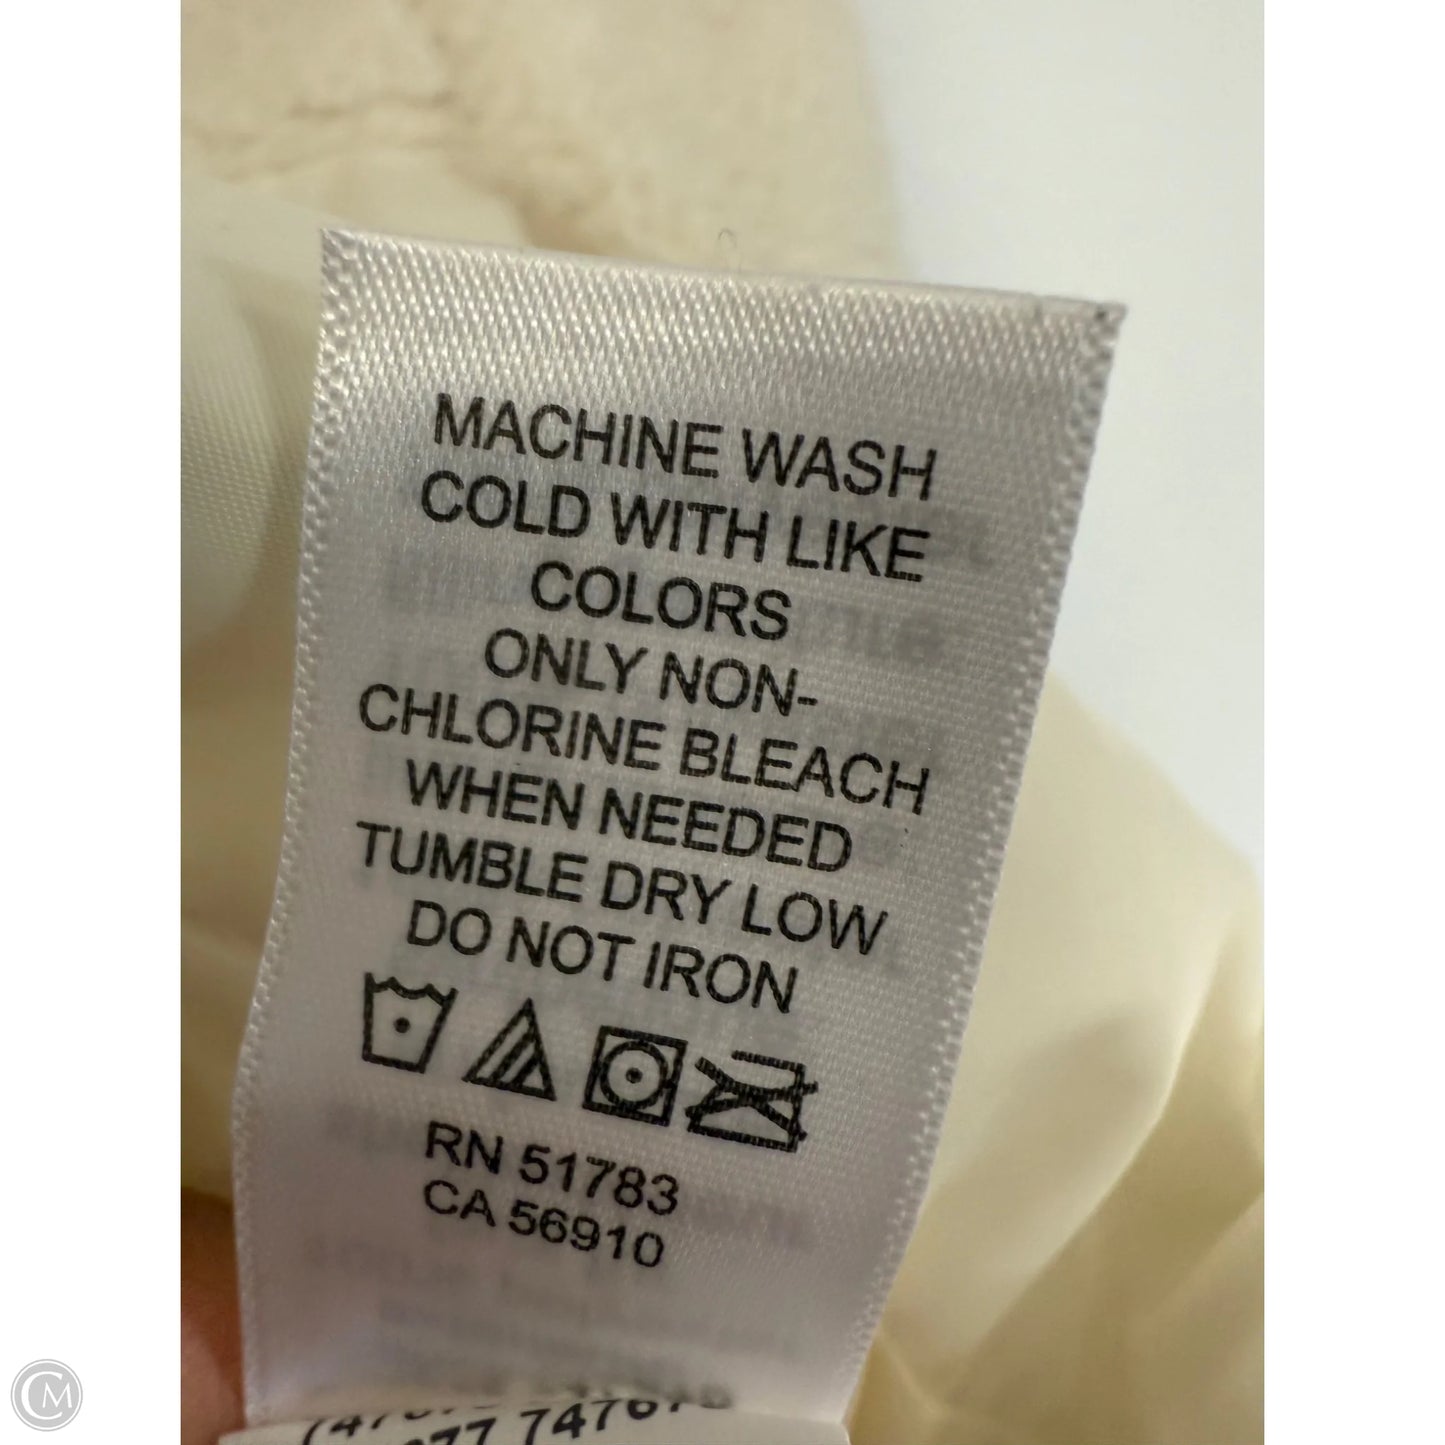 MACHINE WASH
COLD WITH LIKE
COLORS
ONLY NON-
CHLORINE BLEACH
WHEN NEEDED
TUMBLE DRY LOW
DO NOT IRON
RN 51783
CA 56910
CM